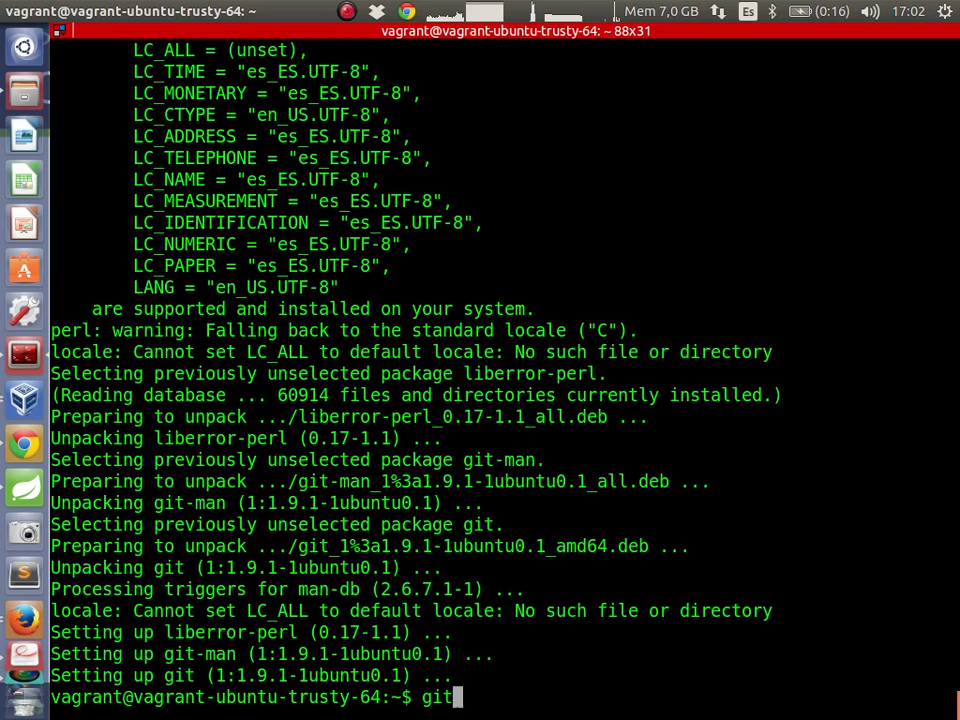 vagrant@vagrant-ubuntu-trusty-64: ~
Mem 7,0 GB
Es
(0:16)
17:02
vagrant@vagrant-ubuntu-trusty-64: ~ 88x31
LC_ALL = (unset),
LC_TIME = "es_ES.UTF-8",
LC_MONETARY = "es_ES.UTF-8",
LC_CTYPE = "en_US.UTF-8",
LC_ADDRESS = "es_ES.UTF-8",
LC_TELEPHONE = "es_ES.UTF-8",
LC_NAME = "es_ES.UTF-8",
LC_MEASUREMENT = "es_ES.UTF-8",
LC_IDENTIFICATION = "es_ES.UTF-8",
LC_NUMERIC = "es_ES.UTF-8",
LC_PAPER = "es_ES.UTF-8",
LANG = "en_US.UTF-8"
are supported and installed on your system.
perl: warning: Falling back to the standard locale ("C").
locale: Cannot set LC_ALL to default locale: No such file or directory
Selecting previously unselected package liberror-perl.
(Reading database ... 60914 files and directories currently installed.)
Preparing to unpack .../liberror-perl_0.17-1.1_all.deb ...
Unpacking liberror-perl (0.17-1.1) ...
Selecting previously unselected package git-man.
Preparing to unpack .../git-man_1%3a1.9.1-1ubuntu0.1_all.deb ...
Unpacking git-man (1:1.9.1-1ubuntu0.1) ...
Selecting previously unselected package git.
Preparing to unpack .../git_1%3a1.9.1-1ubuntu0.1_amd64.deb ...
Unpacking git (1:1.9.1-1ubuntu0.1) ...
Processing triggers for man-db (2.6.7.1-1) ...
locale: Cannot set LC_ALL to default locale: No such file or directory
Setting up liberror-perl (0.17-1.1) ...
Setting up git-man (1:1.9.1-1ubuntu0.1) ...
Setting up git (1:1.9.1-1ubuntu0.1) ...
vagrant@vagrant-ubuntu-trusty-64:~$ git